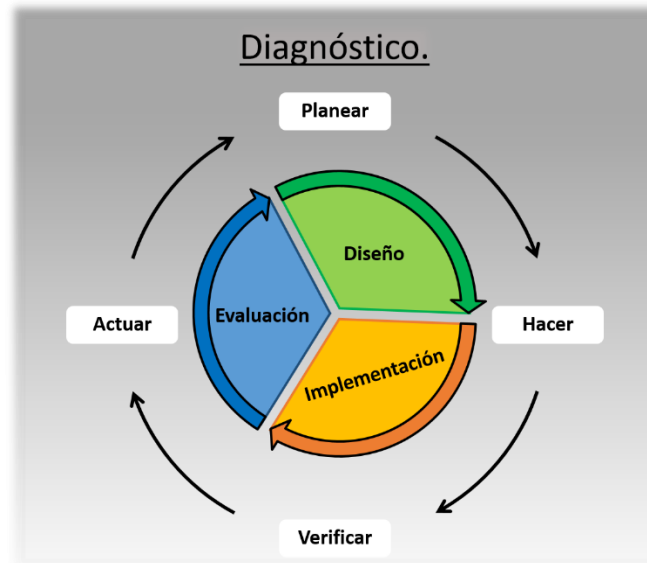 Diagnóstico.
Planear
Diseño
Actuar
Evaluación
Hacer
Implementación
Verificar